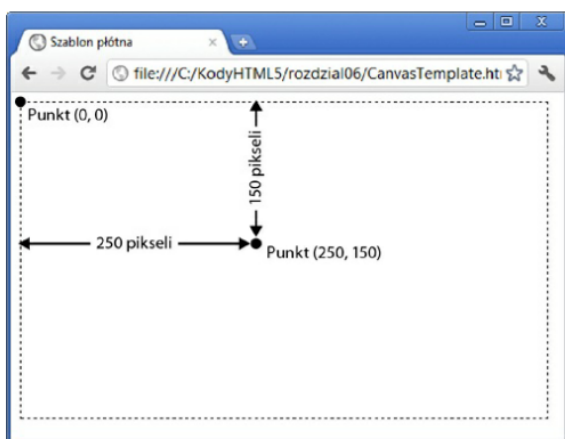 Szablon płótna
file:///C:/KodyHTML5/rozdzial06/CanvasTemplate.ht
Punkt (0, 0)
150 pikseli
250 pikseli
Punkt (250, 150)